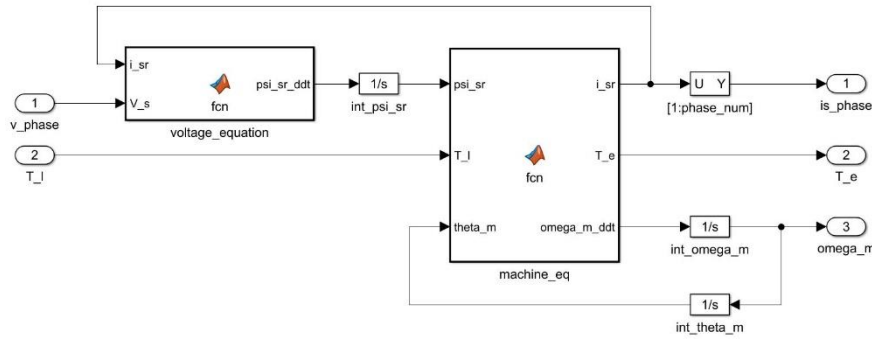 i_sr
psi_sr_ddt
1/s
psi_sr
i_sr
U Y
1
1
fcn
int_psi_sr
[1:phase_num]
is_phase
v_phase
V_s
voltage_equation
2
T_l
T_l
fcn
T_e
2
T_e
theta_m
omega_m_ddt
1/s
3
machine_eq
int_omega_m
omega_m
1/s
int_theta_m